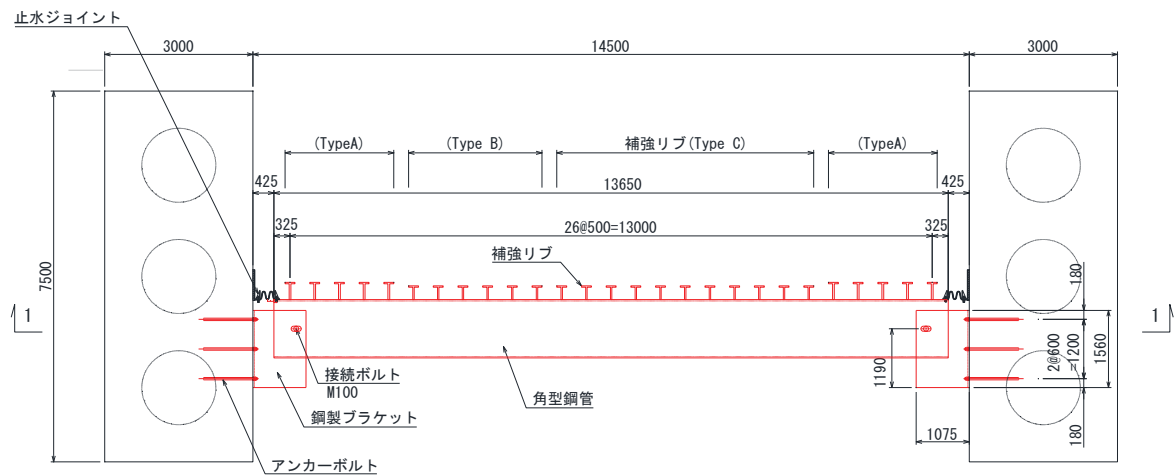 止水ジョイント
3000
14500
3000
(TypeA)
(Type B)
補強リブ(Type C)
(TypeA)
425
13650
425
325
26@500=13000
325
補強リブ
7500
180
1
1
2@600
=1200
1560
1190
接続ボルト
M100
角型鋼管
鋼製ブラケット
1075
180
アンカーボルト